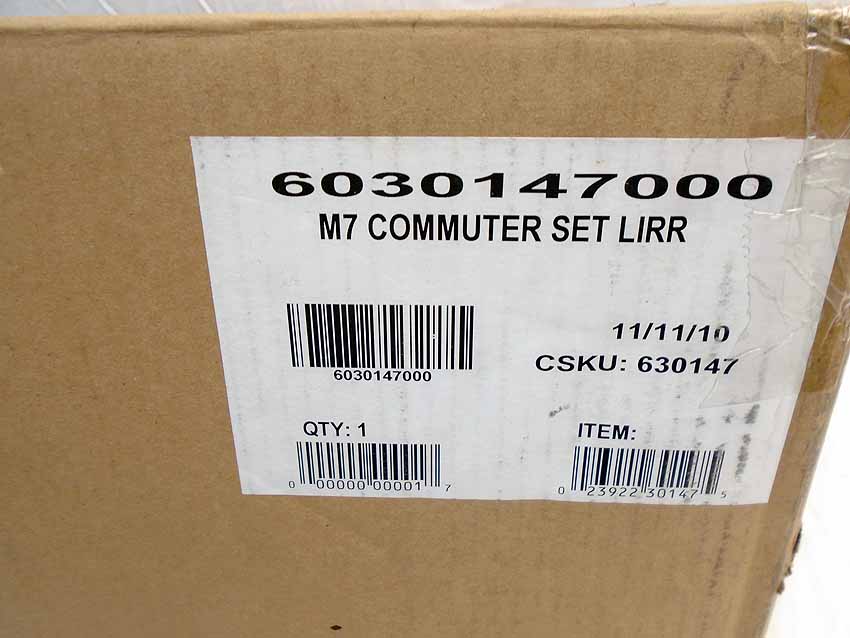 6030147000
M7 COMMUTER SET LIRR
6030147000
11/11/10
CSKU: 630147
QTY: 1
0 00000 00001 7
ITEM:
0 23922 30147 5